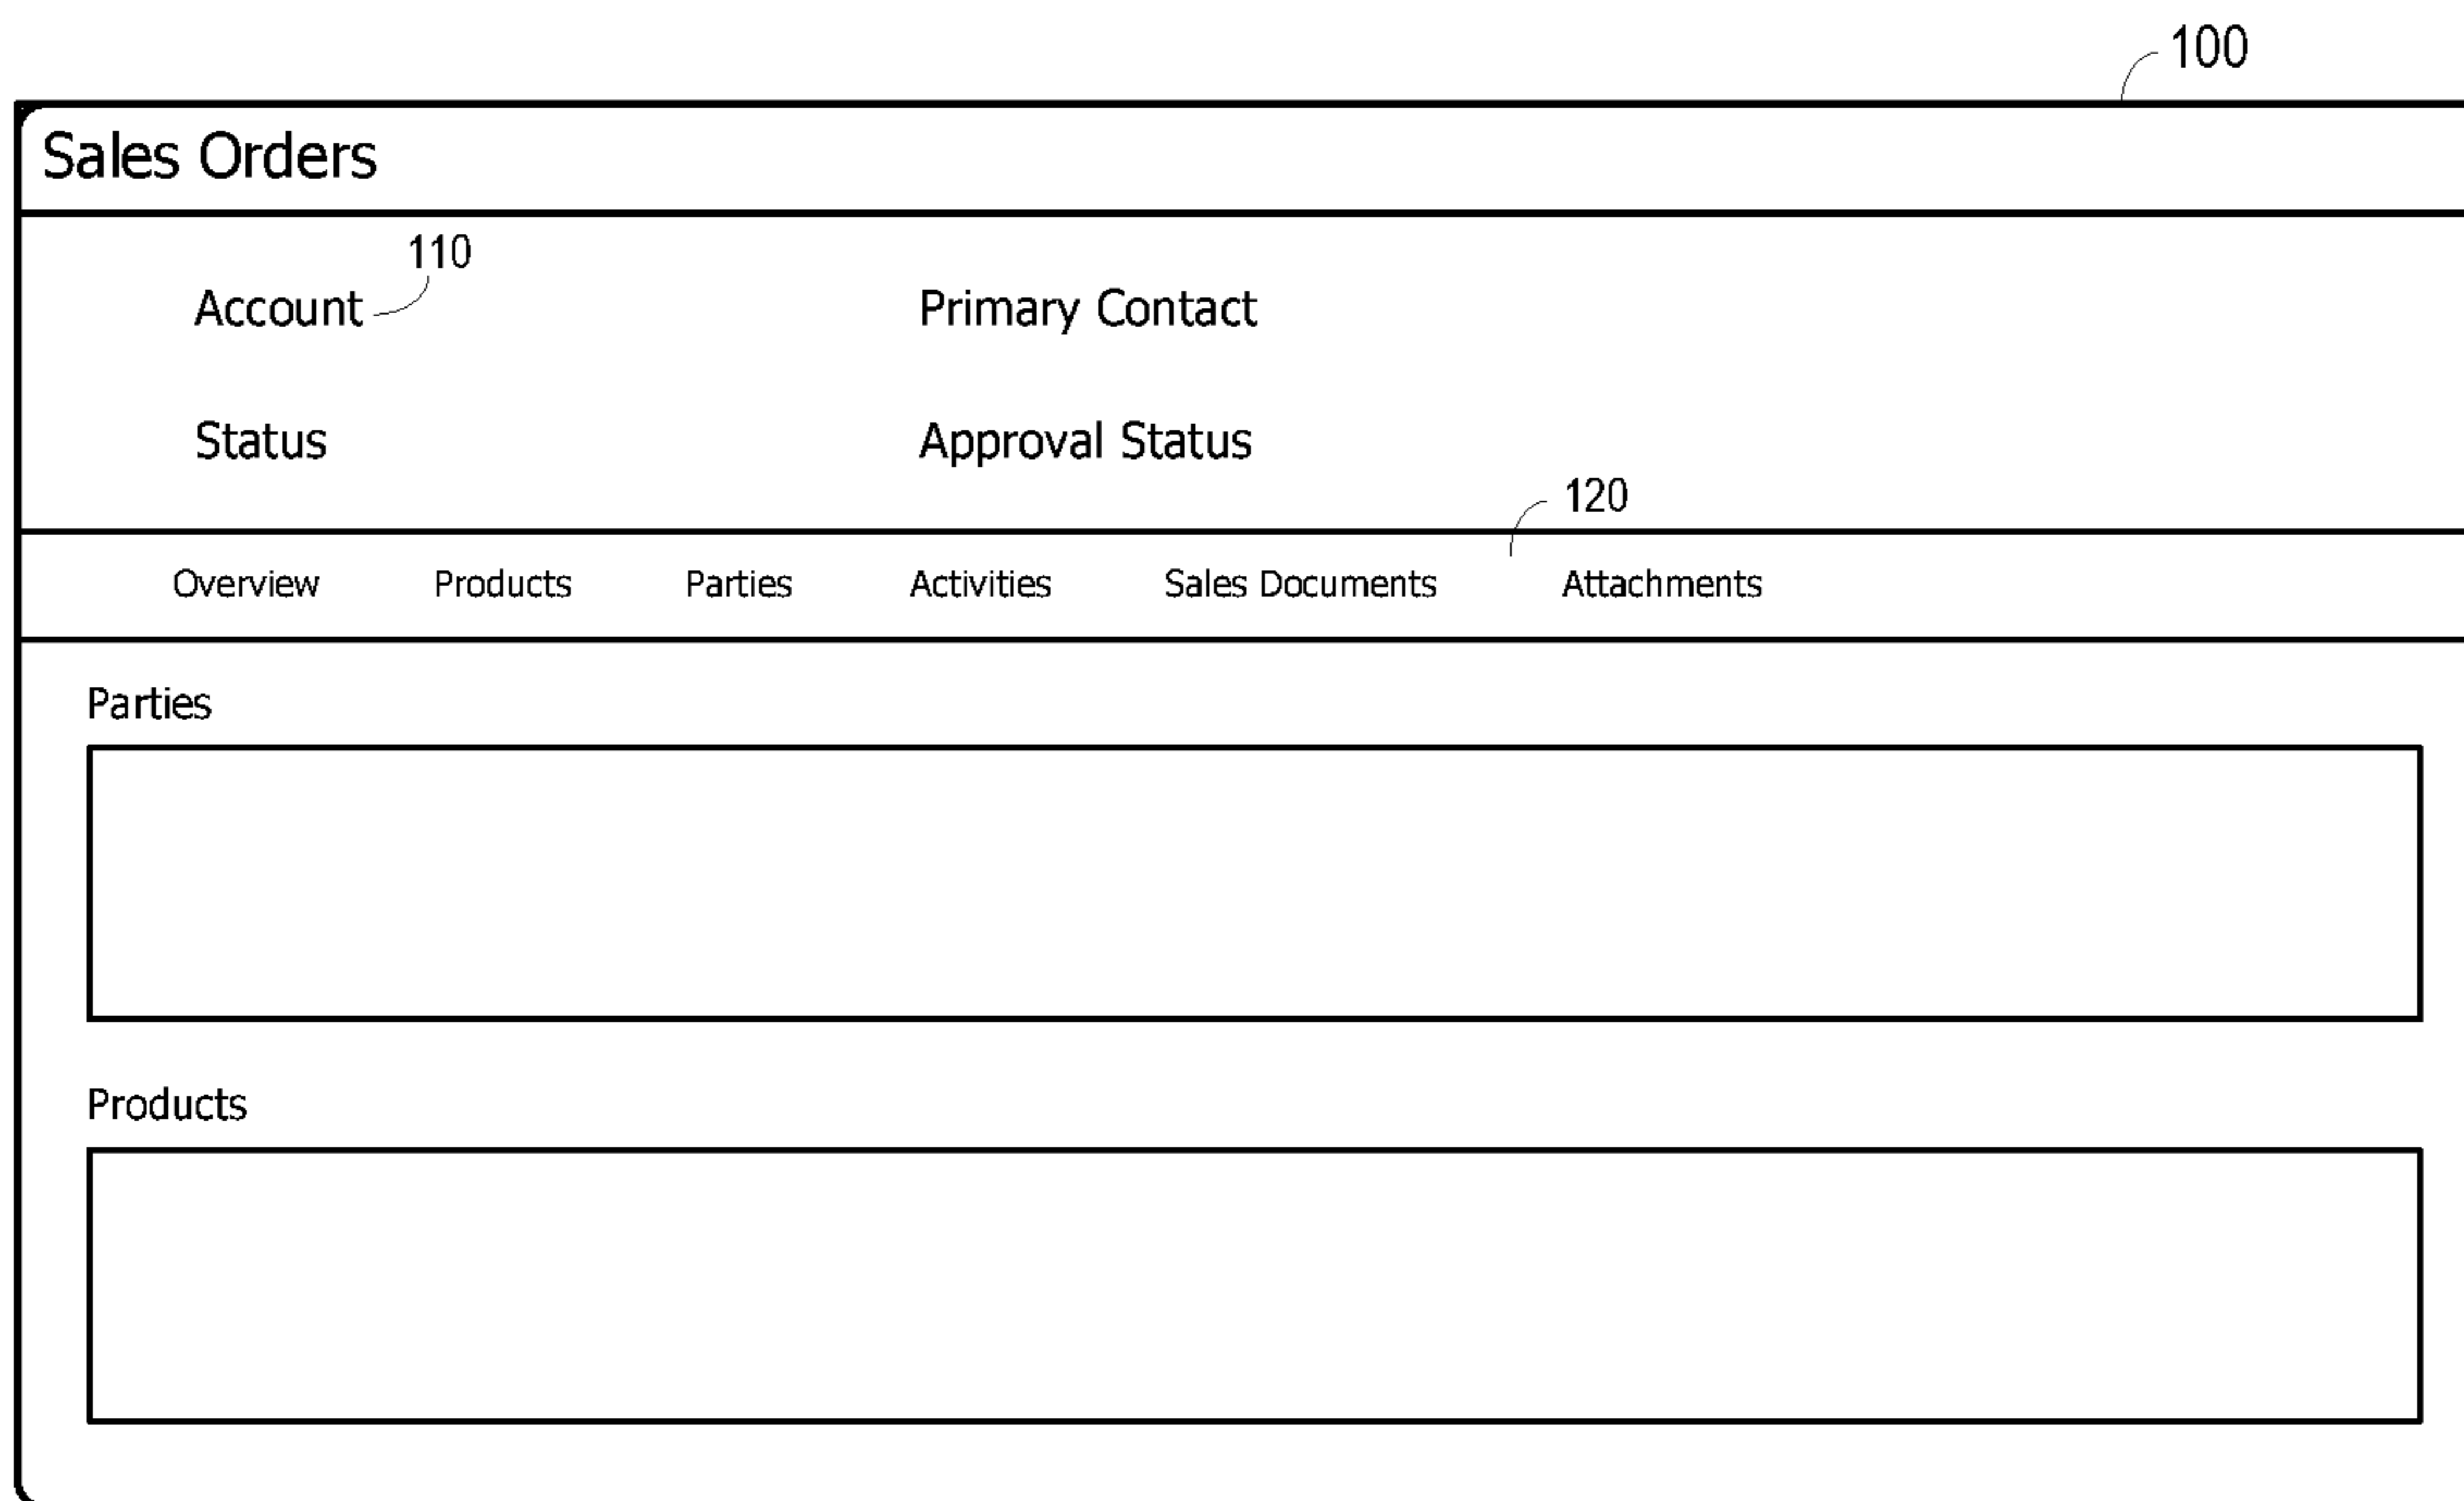 100
Sales Orders
110
Account Primary Contact
Status Approval Status
120
Overview Products Parties Activities Sales Documents Attachments
Parties
Products